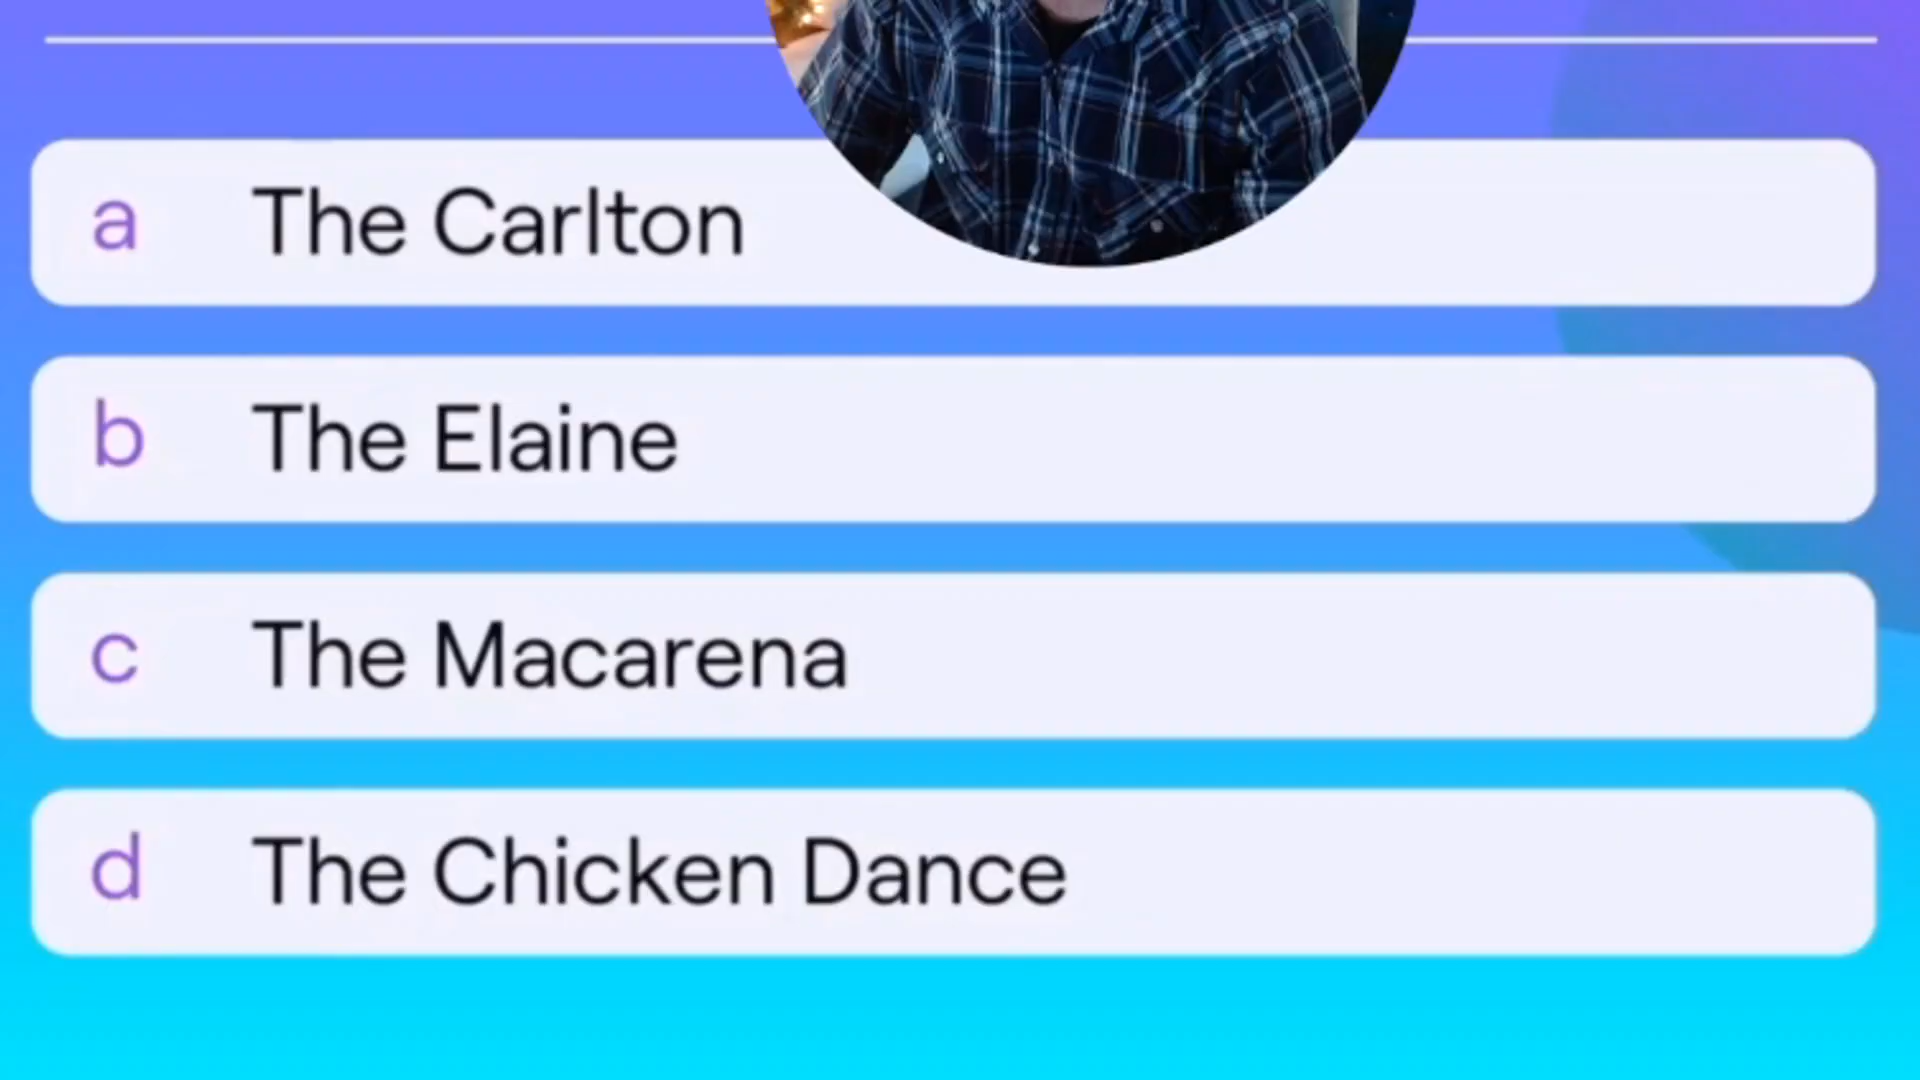 a The Carlton
b The Elaine
c The Macarena
d The Chicken Dance